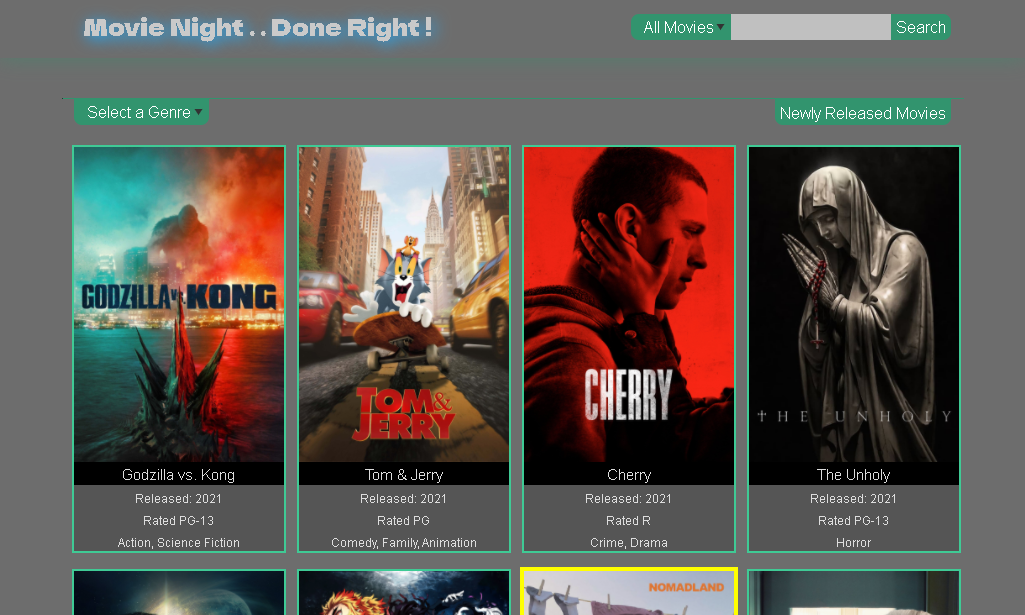 Movie Night . . Done Right !
All Movies
Search
Select a Genre
Newly Released Movies
GODZILLA vs. KONG
TOM &
JERRY
CHERRY
THE UNHOLY
Godzilla vs. Kong
Tom & Jerry
Cherry
The Unholy
Released: 2021
Released: 2021
Released: 2021
Released: 2021
Rated PG-13
Rated PG
Rated R
Rated PG-13
Action, Science Fiction
Comedy, Family, Animation
Crime, Drama
Horror
NOMADLAND